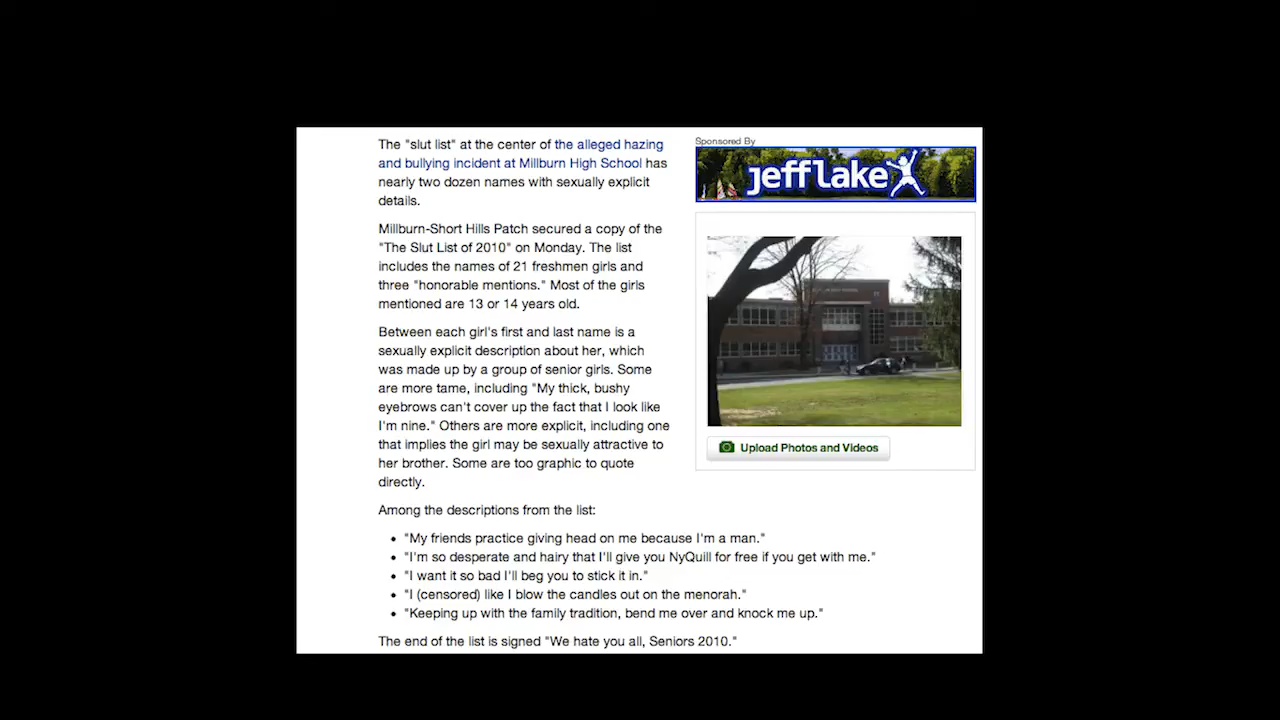 The "slut list" at the center of the alleged hazing
and bullying incident at Millburn High School has
nearly two dozen names with sexually explicit
details.
Millburn-Short Hills Patch secured a copy of the
"The Slut List of 2010" on Monday. The list
includes the names of 21 freshmen girls and
three "honorable mentions." Most of the girls
mentioned are 13 or 14 years old.
Between each girl's first and last name is a
sexually explicit description about her, which
was made up by a group of senior girls. Some
are more tame, including "My thick, bushy
eyebrows can't cover up the fact that I look like
I'm nine." Others are more explicit, including one
that implies the girl may be sexually attractive to
her brother. Some are too graphic to quote
directly.
Among the descriptions from the list:
• "My friends practice giving head on me because I'm a man."
• "I'm so desperate and hairy that I'll give you NyQuill for free if you get with me."
• "I want it so bad I'll beg you to stick it in."
• "I (censored) like I blow the candles out on the menorah."
• "Keeping up with the family tradition, bend me over and knock me up."
The end of the list is signed "We hate you all, Seniors 2010."
Sponsored By
jeff lake
Upload Photos and Videos